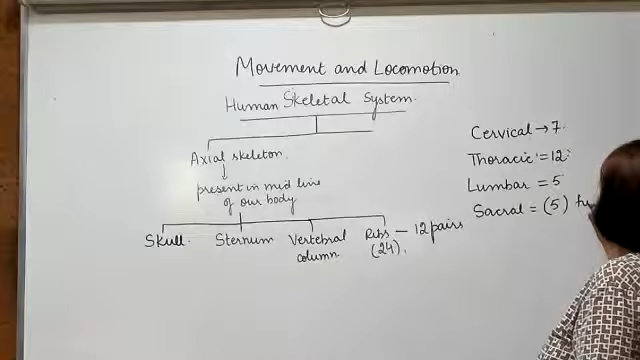 Movement and Locomotion
Human Skeletal System.
Axial skeleton.
present in mid line
of our body
Skull.
Sternum
Vertebral
column
Ribs - 12 pairs
(24).
Cervical → 7.
Thoracic = 12
Lumbar = 5
Sacral = (5)